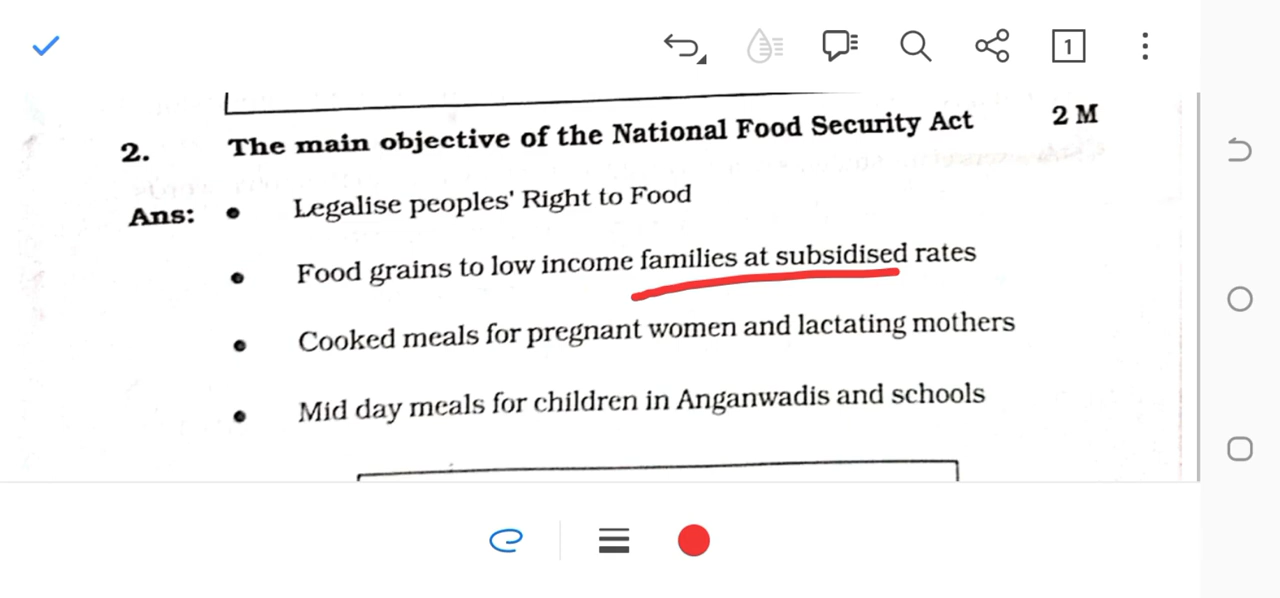 1
2. The main objective of the National Food Security Act 2 M
Ans: • Legalise peoples' Right to Food
• Food grains to low income families at subsidised rates
• Cooked meals for pregnant women and lactating mothers
• Mid day meals for children in Anganwadis and schools